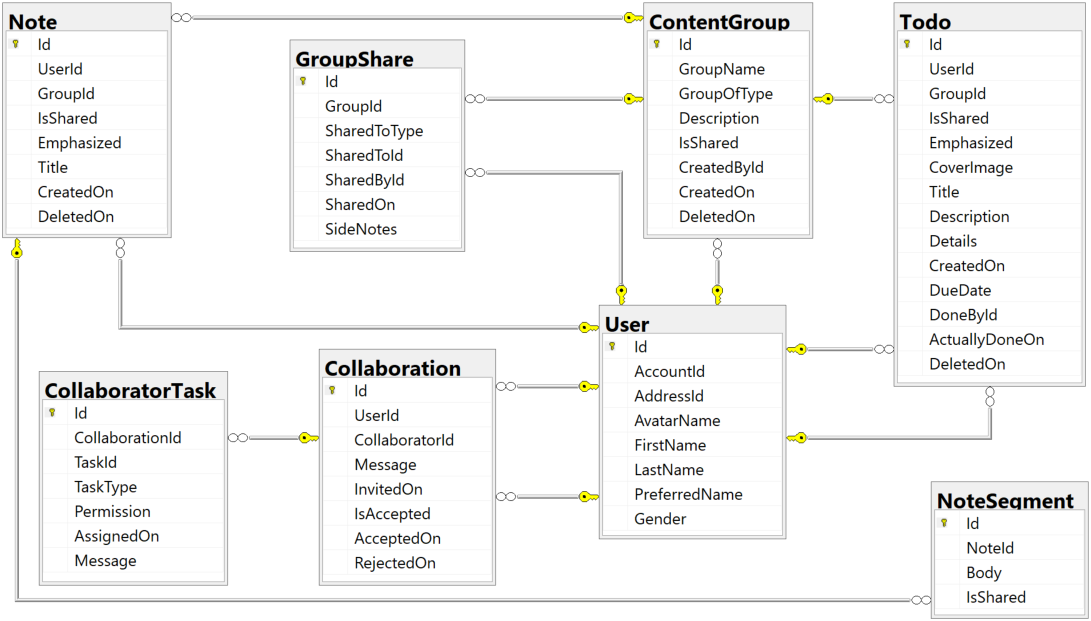 Note
Id
UserId
GroupId
IsShared
Emphasized
Title
CreatedOn
DeletedOn
GroupShare
Id
GroupId
SharedToType
SharedToId
SharedById
SharedOn
SideNotes
ContentGroup
Id
GroupName
GroupOfType
Description
IsShared
CreatedById
CreatedOn
DeletedOn
Todo
Id
UserId
GroupId
IsShared
Emphasized
CoverImage
Title
Description
Details
CreatedOn
DueDate
DoneById
ActuallyDoneOn
DeletedOn
CollaboratorTask
Id
CollaborationId
TaskId
TaskType
Permission
AssignedOn
Message
Collaboration
Id
UserId
CollaboratorId
Message
InvitedOn
IsAccepted
AcceptedOn
RejectedOn
User
Id
AccountId
AddressId
AvatarName
FirstName
LastName
PreferredName
Gender
NoteSegment
Id
NoteId
Body
IsShared